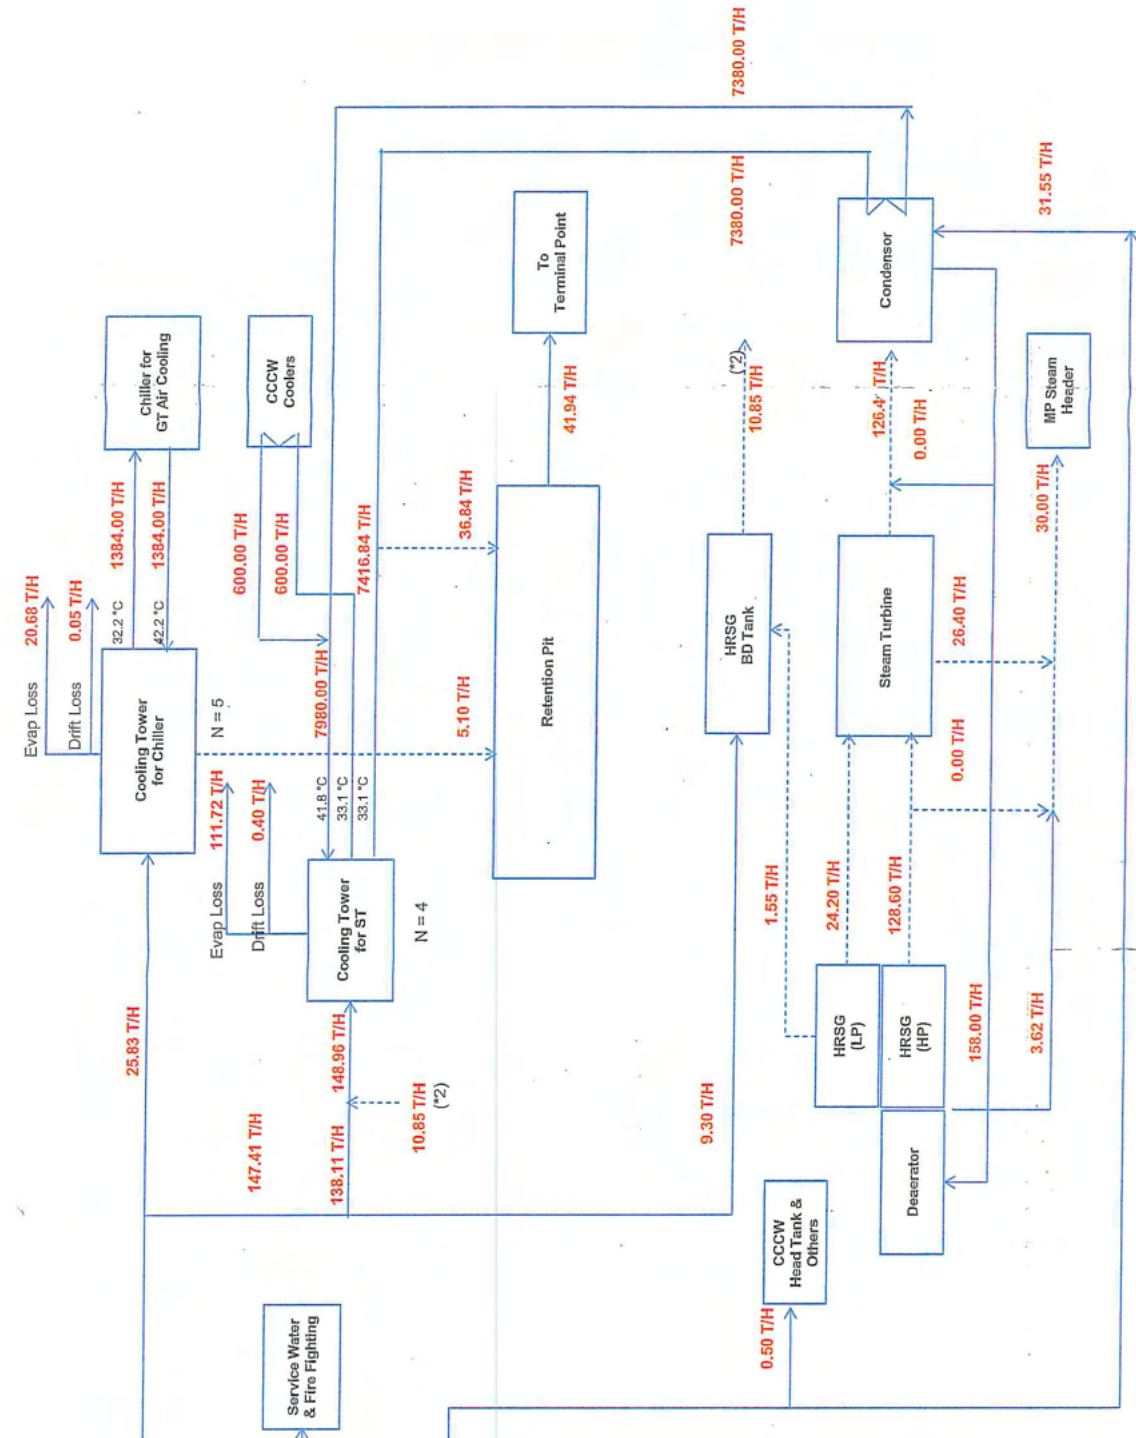 Evap Loss
20.68 T/H
Drift Loss
0.05 T/H
25.83 T/H
Cooling Tower
for Chiller
32.2 °C
1384.00 T/H
42.2 °C
1384.00 T/H
Chiller for
GT Air Cooling
N = 5
Evap Loss
111.72 T/H
Drift Loss
0.40 T/H
147.41 T/H
600.00 T/H
600.00 T/H
CCCW
Coolers
Service Water
& Fire Fighting
138.11 T/H
148.96 T/H
Cooling Tower
for ST
41.8 °C
33.1 °C
33.1 °C
7980.00 T/H
7416.84 T/H
10.85 T/H
(*2)
N = 4
5.10 T/H
36.84 T/H
Retention Pit
41.94 T/H
To
Terminal Point
7380.00 T/H
7380.00 T/H
9.30 T/H
HRSG
BD Tank
(*2)
10.85 T/H
1.55 T/H
0.50 T/H
CCCW
Head Tank &
Others
24.20 T/H
128.60 T/H
HRSG
(LP)
HRSG
(HP)
Deaerator
Steam Turbine
126.4 T/H
0.00 T/H
Condensor
0.00 T/H
26.40 T/H
158.00 T/H
3.62 T/H
30.00 T/H
MP Steam
Header
31.55 T/H